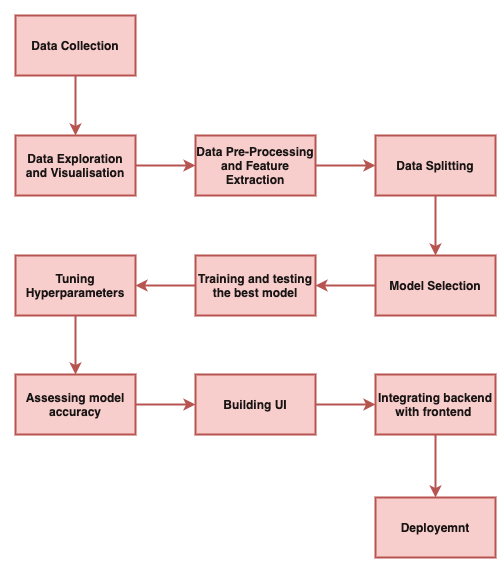 Data Collection
Data Exploration
and Visualisation
Data Pre-Processing
and Feature
Extraction
Data Splitting
Model Selection
Training and testing
the best model
Tuning
Hyperparameters
Assessing model
accuracy
Building UI
Integrating backend
with frontend
Deployemnt